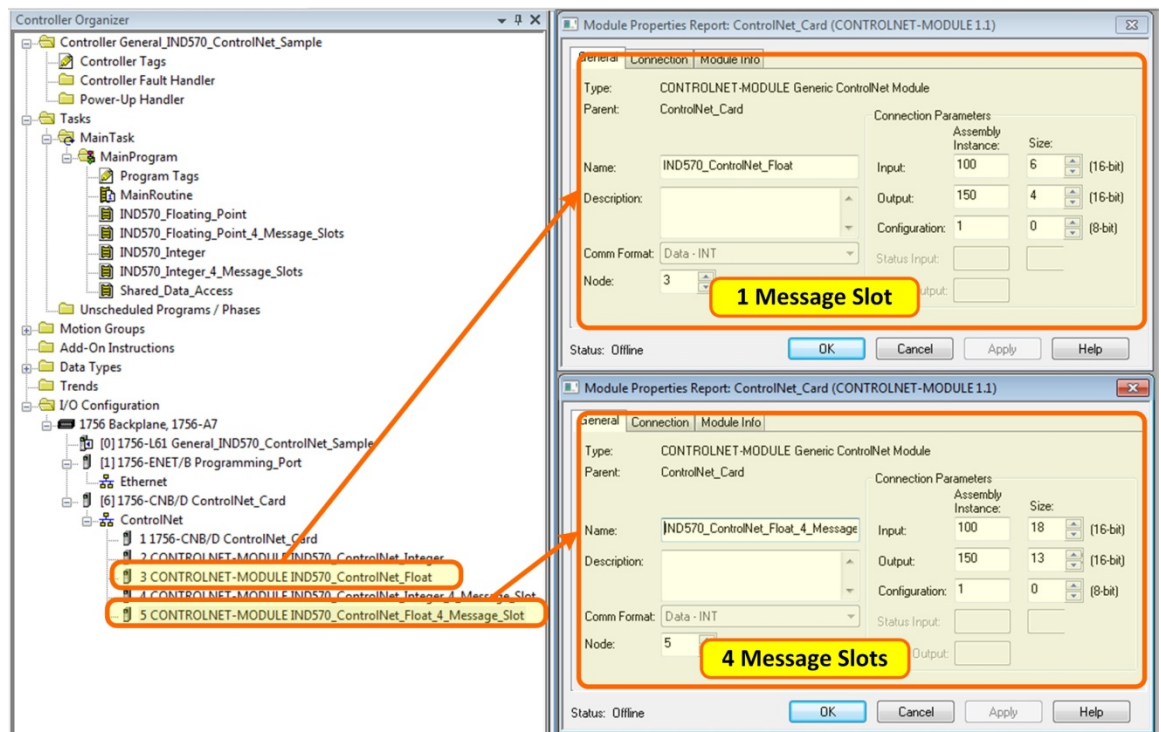 Controller Organizer
Controller General_IND570_ControlNet_Sample
Controller Tags
Controller Fault Handler
Power-Up Handler
Tasks
MainTask
MainProgram
Program Tags
MainRoutine
IND570_Floating_Point
IND570_Floating_Point_4_Message_Slots
IND570_Integer
IND570_Integer_4_Message_Slots
Shared_Data_Access
Unscheduled Programs / Phases
Motion Groups
Add-On Instructions
Data Types
Trends
I/O Configuration
1756 Backplane, 1756-A7
[0] 1756-L61 General_IND570_ControlNet_Sample
[1] 1756-ENET/B Programming_Port
Ethernet
[6] 1756-CNB/D ControlNet_Card
ControlNet
1 1756-CNB/D ControlNet_Card
2 CONTROLNET-MODULE IND570_ControlNet_Integer
3 CONTROLNET-MODULE IND570_ControlNet_Float
4 CONTROLNET-MODULE IND570_ControlNet_Integer_4_Message_Slot
5 CONTROLNET-MODULE IND570_ControlNet_Float_4_Message_Slot
Module Properties Report: ControlNet_Card (CONTROLNET-MODULE 1.1)
General Connection Module Info
Type: CONTROLNET-MODULE Generic ControlNet Module
Parent: ControlNet_Card
Connection Parameters
Assembly
Instance: Size:
Name: IND570_ControlNet_Float Input: 100 6 (16-bit)
Description: Output: 150 4 (16-bit)
Configuration: 1 0 (8-bit)
Comm Format: Data - INT Status Input:
Node: 3 Output:
1 Message Slot
Status: Offline OK Cancel Apply Help
Module Properties Report: ControlNet_Card (CONTROLNET-MODULE 1.1)
General Connection Module Info
Type: CONTROLNET-MODULE Generic ControlNet Module
Parent: ControlNet_Card
Connection Parameters
Assembly
Instance: Size:
Name: IND570_ControlNet_Float_4_Message Input: 100 18 (16-bit)
Description: Output: 150 13 (16-bit)
Configuration: 1 0 (8-bit)
Comm Format: Data - INT Status Input:
Node: 5 Output:
4 Message Slots
Status: Offline OK Cancel Apply Help